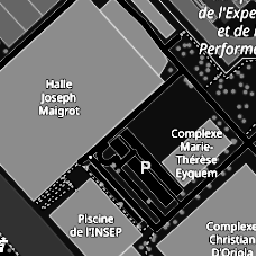 de l'Expe
et de l
Performa
Halle
Joseph
Maigrot
Complexe
Marie-
Thérèse
Eyquem
P
Piscine
de l'INSEP
Complexe
Christian
D'Oriola